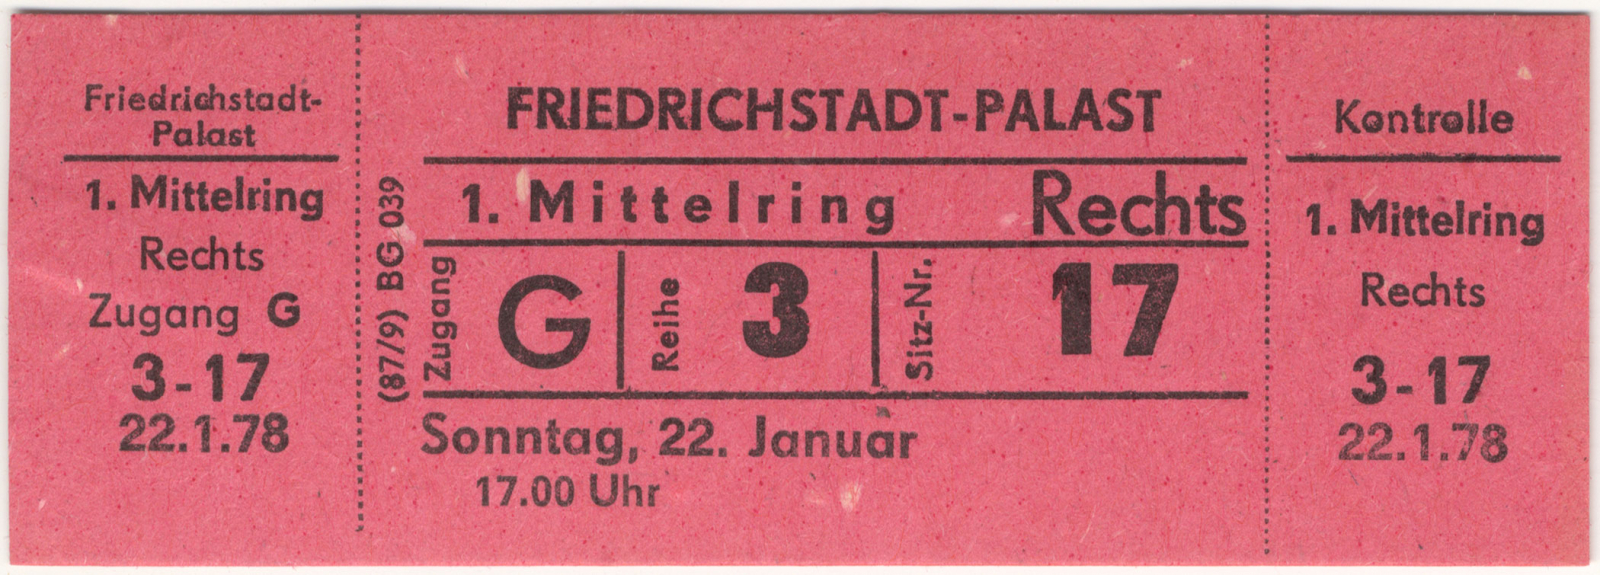 Friedrichstadt-
Palast
1. Mittelring
Rechts
Zugang G
3-17
22.1.78
(87/9) BG 039
FRIEDRICHSTADT-PALAST
1. Mittelring Rechts
Zugang G Reihe 3 Sitz-Nr. 17
Sonntag, 22. Januar
17.00 Uhr
Kontrolle
1. Mittelring
Rechts
3-17
22.1.78